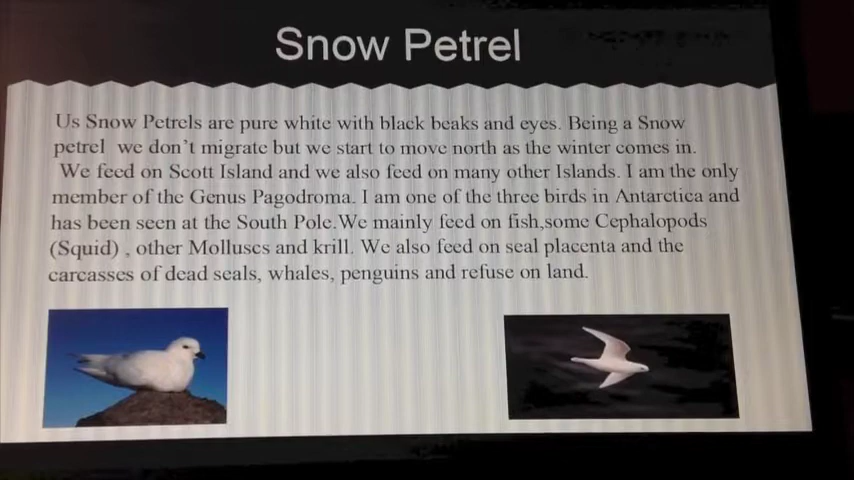 Snow Petrel
Us Snow Petrels are pure white with black beaks and eyes. Being a Snow
petrel we don't migrate but we start to move north as the winter comes in.
We feed on Scott Island and we also feed on many other Islands. I am the only
member of the Genus Pagodroma. I am one of the three birds in Antarctica and
has been seen at the South Pole.We mainly feed on fish,some Cephalopods
(Squid) , other Molluscs and krill. We also feed on seal placenta and the
carcasses of dead seals, whales, penguins and refuse on land.